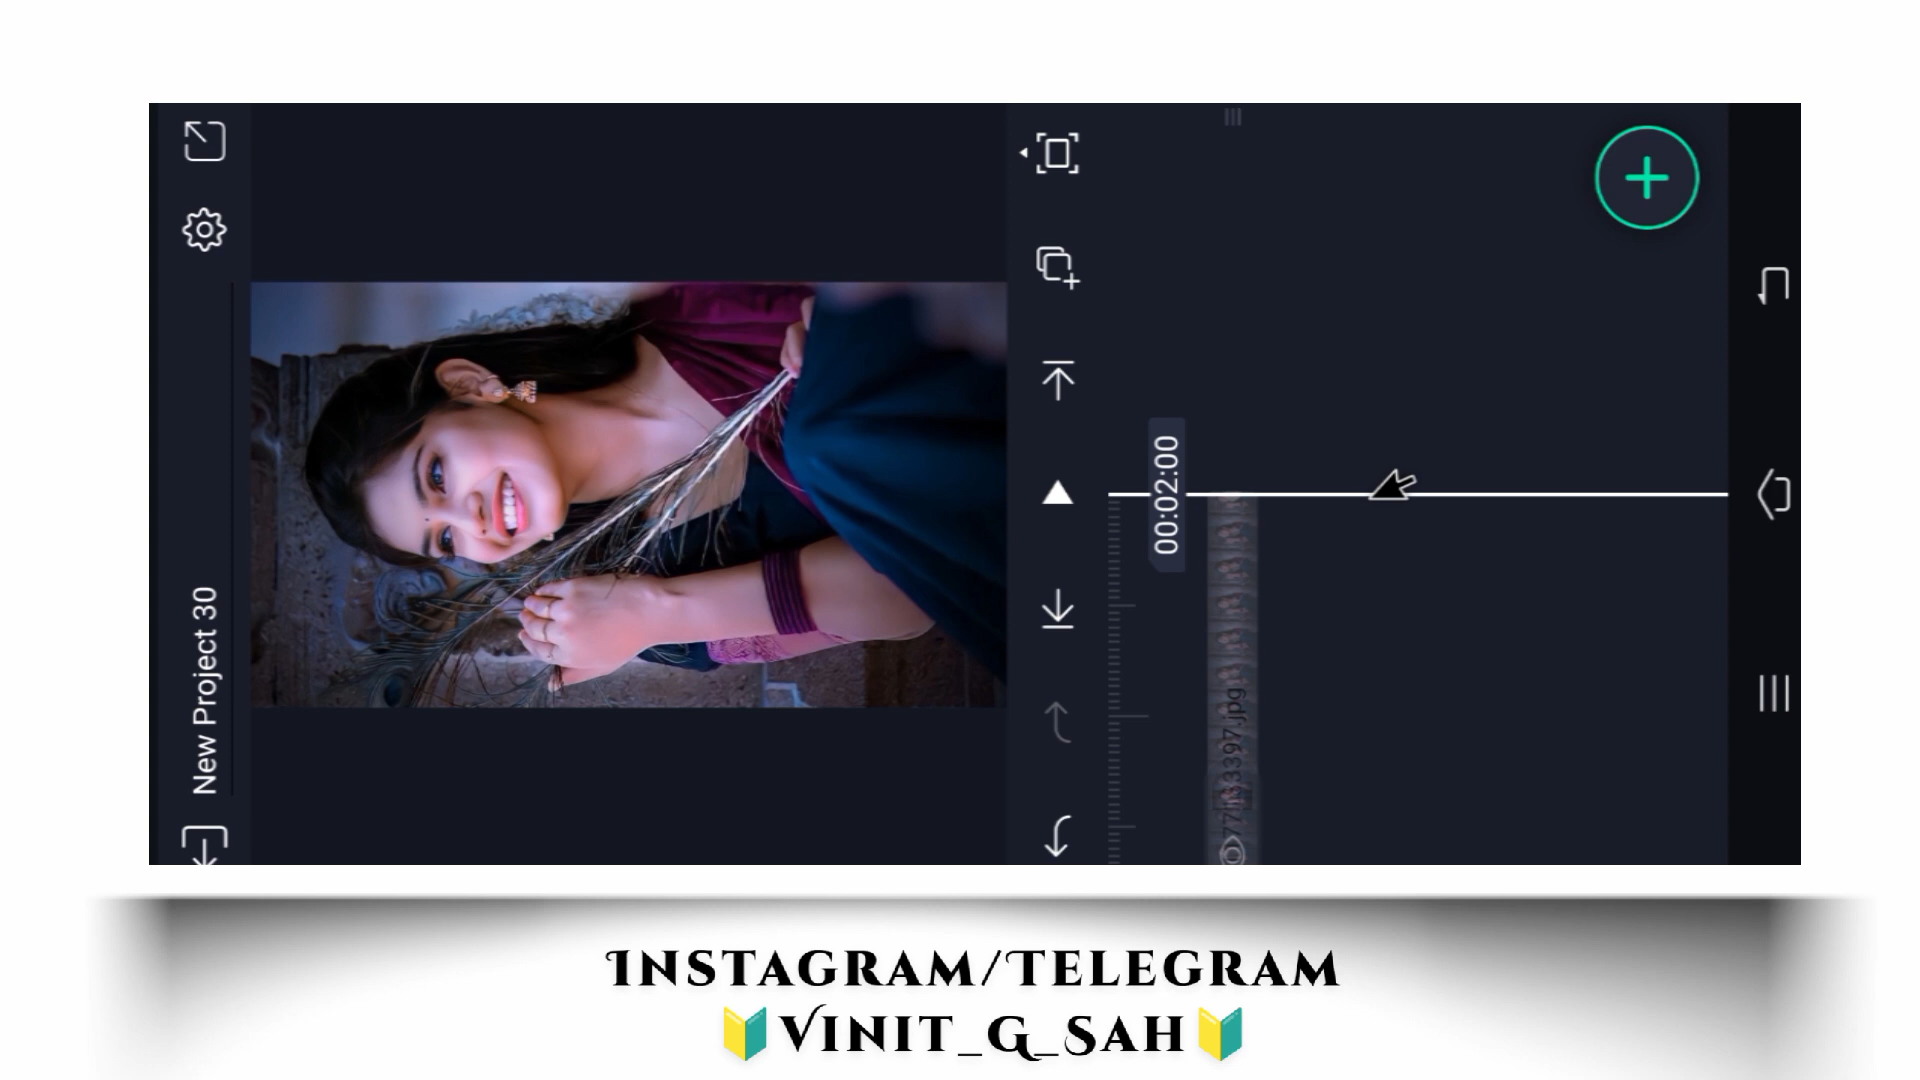 New Project 30
00:02:00
INSTAGRAM/TELEGRAM
VINIT_G_SAH